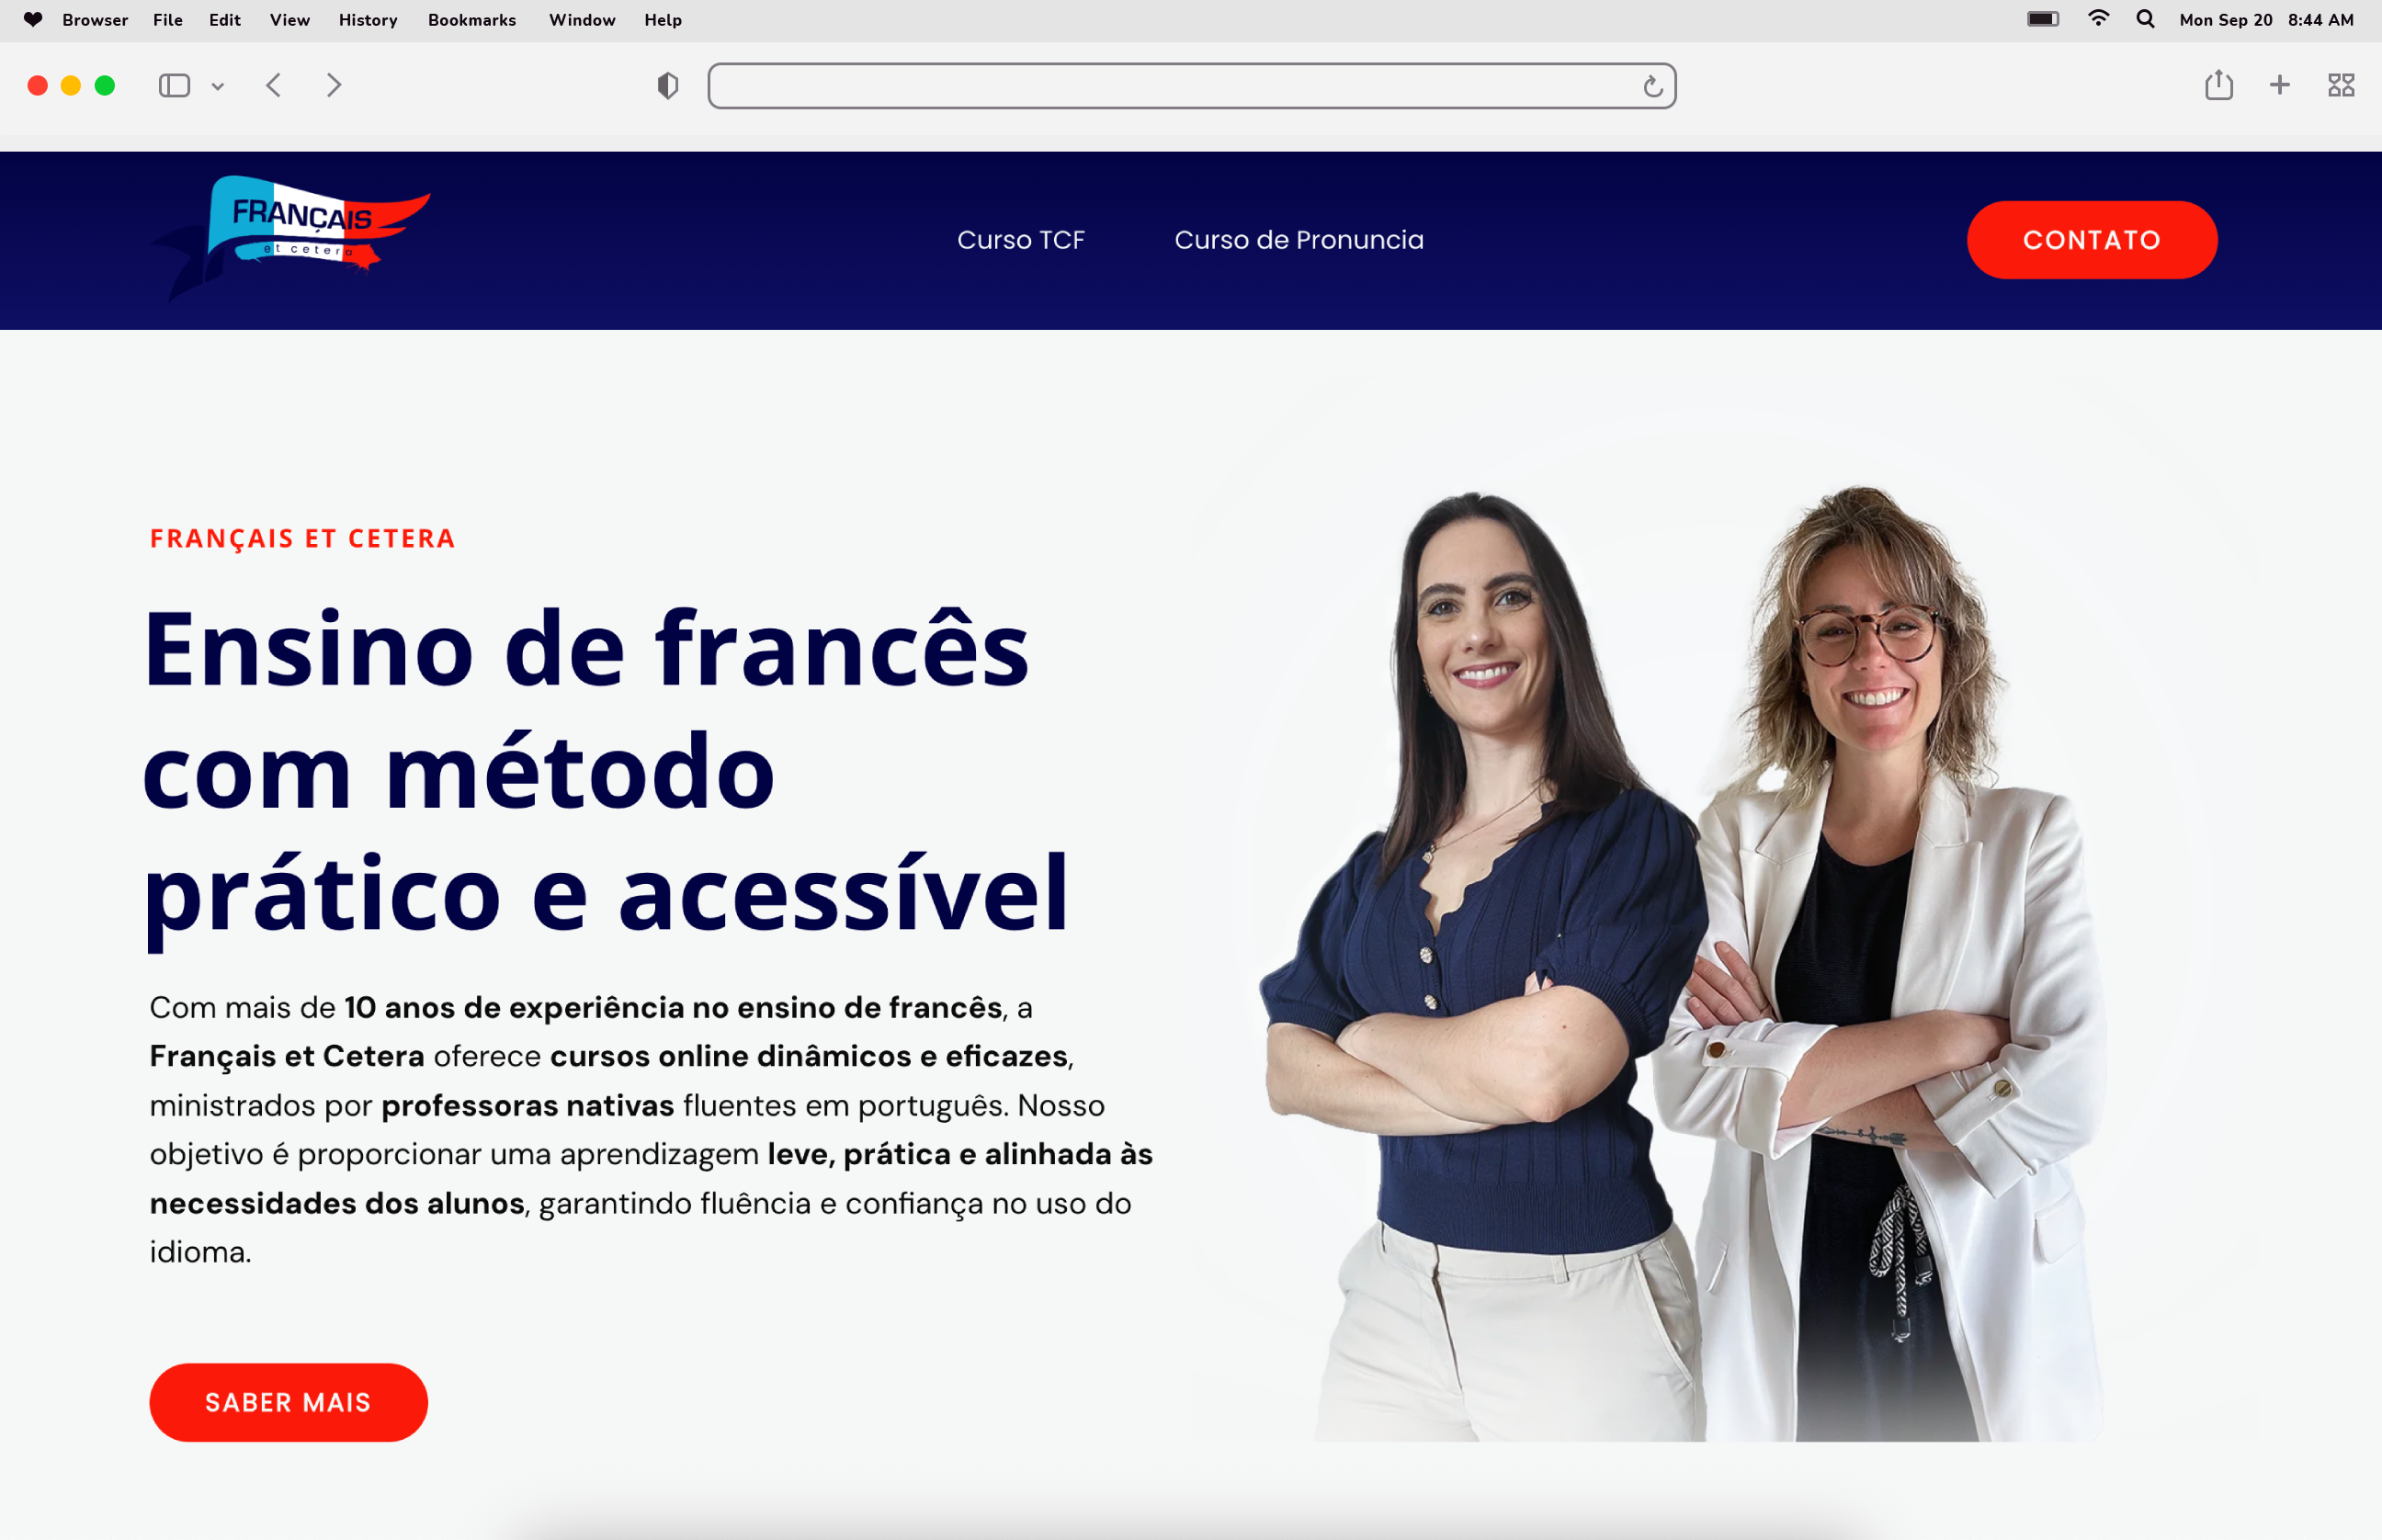 Browser File Edit View History Bookmarks Window Help Mon Sep 20 8:44 AM
FRANÇAIS
et cetera
Curso TCF Curso de Pronuncia CONTATO
FRANÇAIS ET CETERA
Ensino de francês
com método
prático e acessível
Com mais de 10 anos de experiência no ensino de francês, a
Français et Cetera oferece cursos online dinâmicos e eficazes,
ministrados por professoras nativas fluentes em português. Nosso
objetivo é proporcionar uma aprendizagem leve, prática e alinhada às
necessidades dos alunos, garantindo fluência e confiança no uso do
idioma.
SABER MAIS